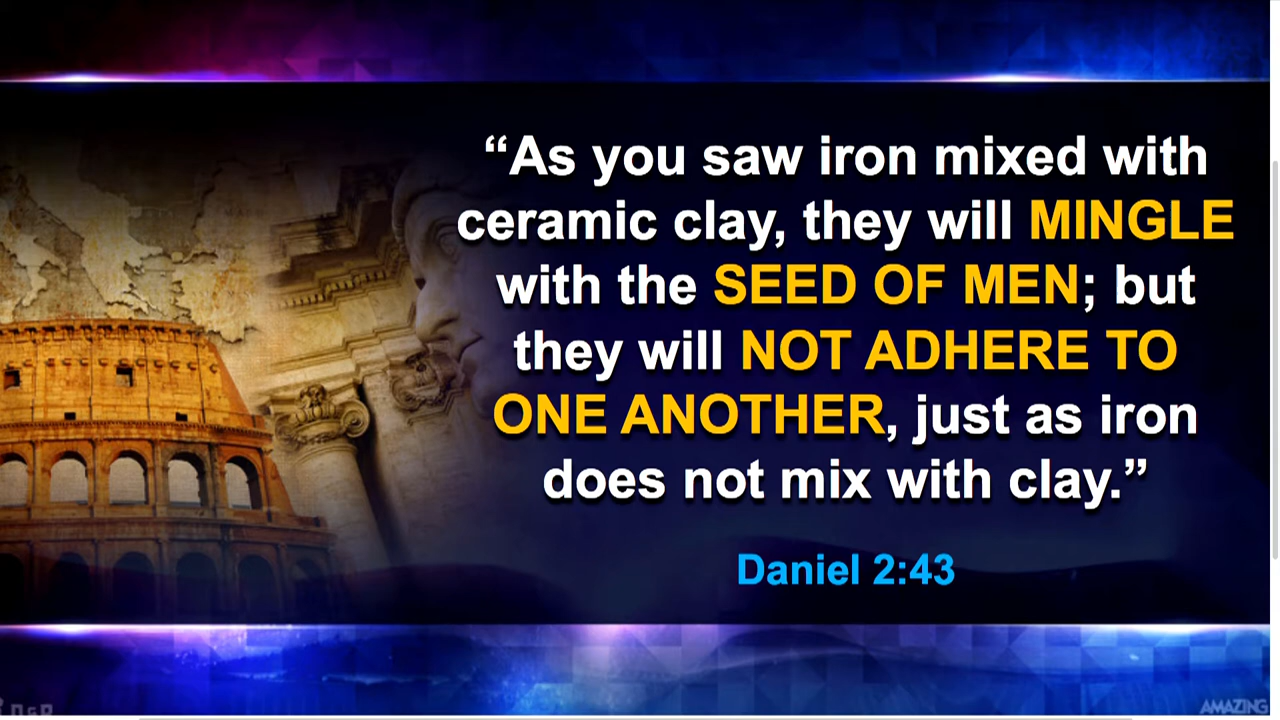 “As you saw iron mixed with
ceramic clay, they will MINGLE
with the SEED OF MEN; but
they will NOT ADHERE TO
ONE ANOTHER, just as iron
does not mix with clay.”
Daniel 2:43
AMAZING